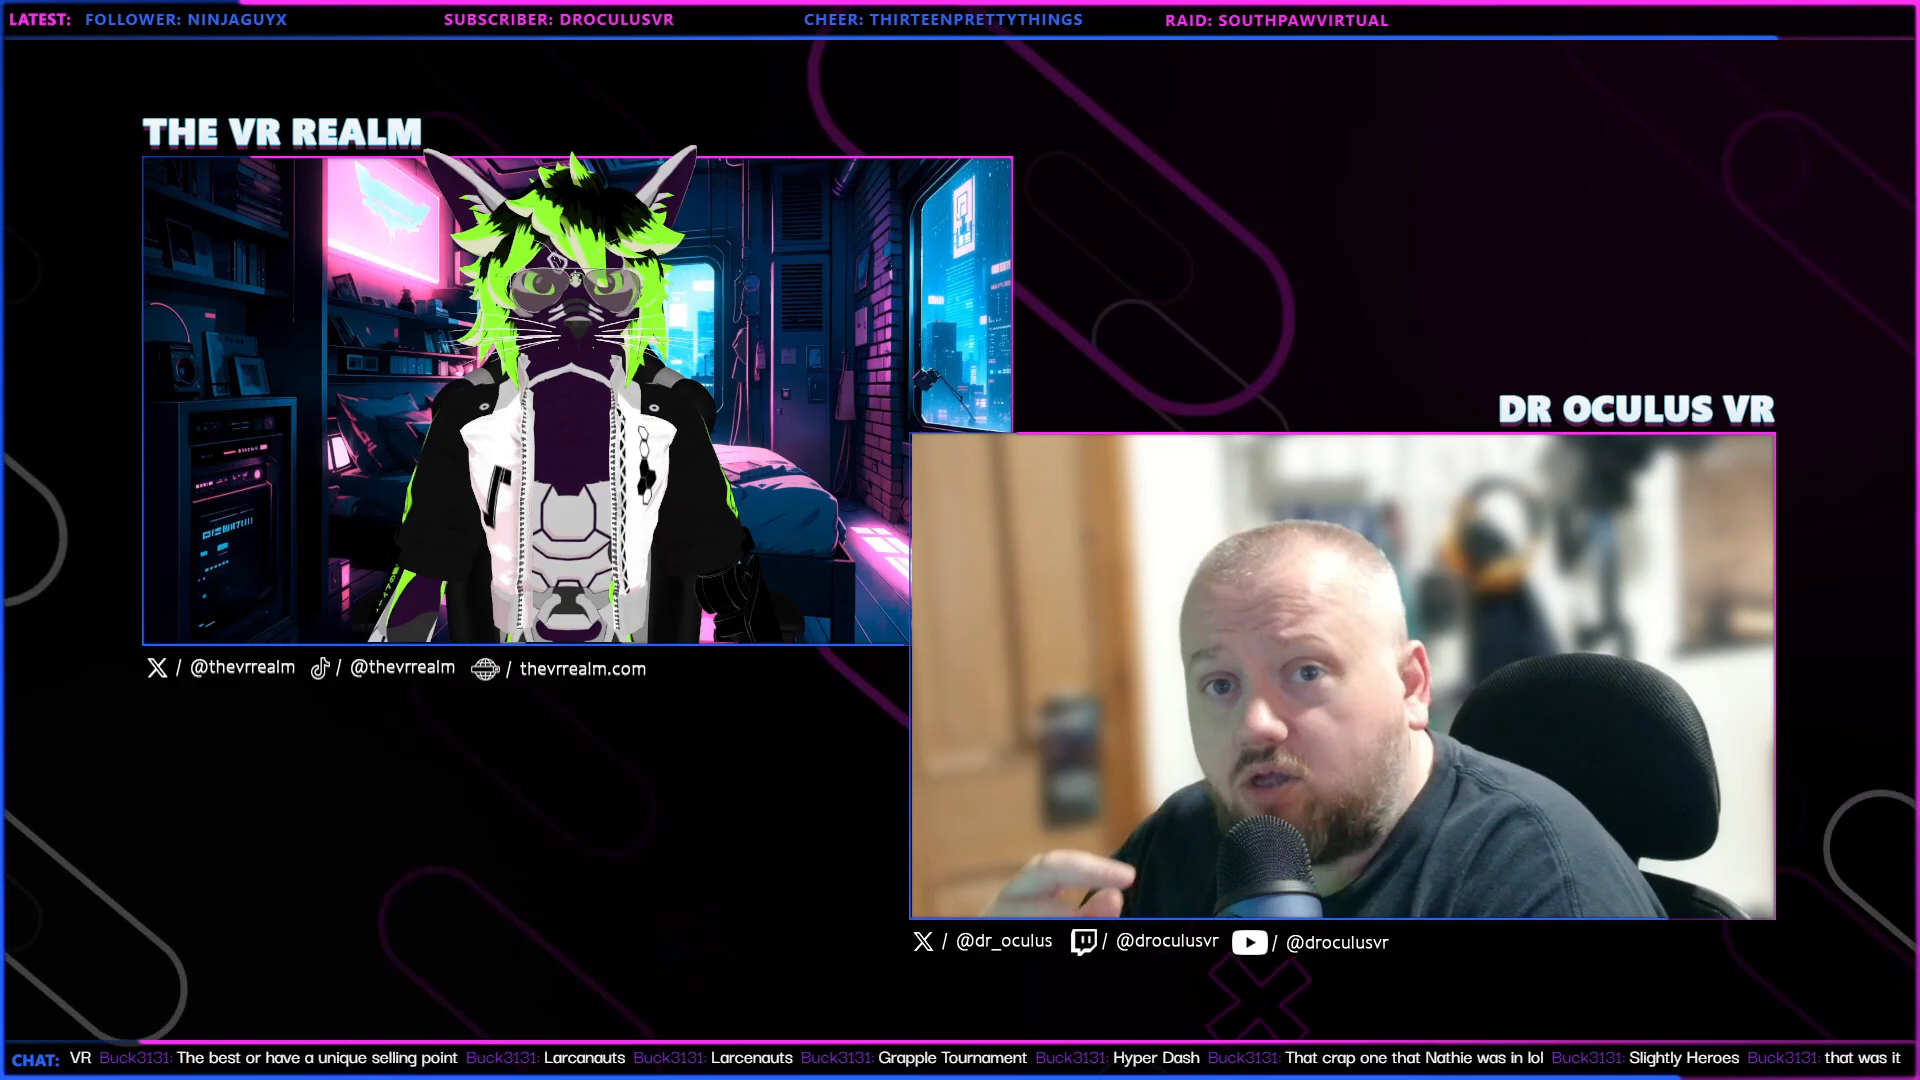 LATEST: FOLLOWER: NINJAGUYX SUBSCRIBER: DROCULUSVR CHEER: THIRTEENPRETTYTHINGS RAID: SOUTHPAWVIRTUAL
THE VR REALM
/ @thevrrealm / @thevrrealm / thevrrealm.com
DR OCULUS VR
/ @dr_oculus / @droculusvr / @droculusvr
CHAT: VR Buck3131: The best or have a unique selling point Buck3131: Larcanauts Buck3131: Larcenauts Buck3131: Grapple Tournament Buck3131: Hyper Dash Buck3131: That crap one that Nathie was in lol Buck3131: Slightly Heroes Buck3131: that was it